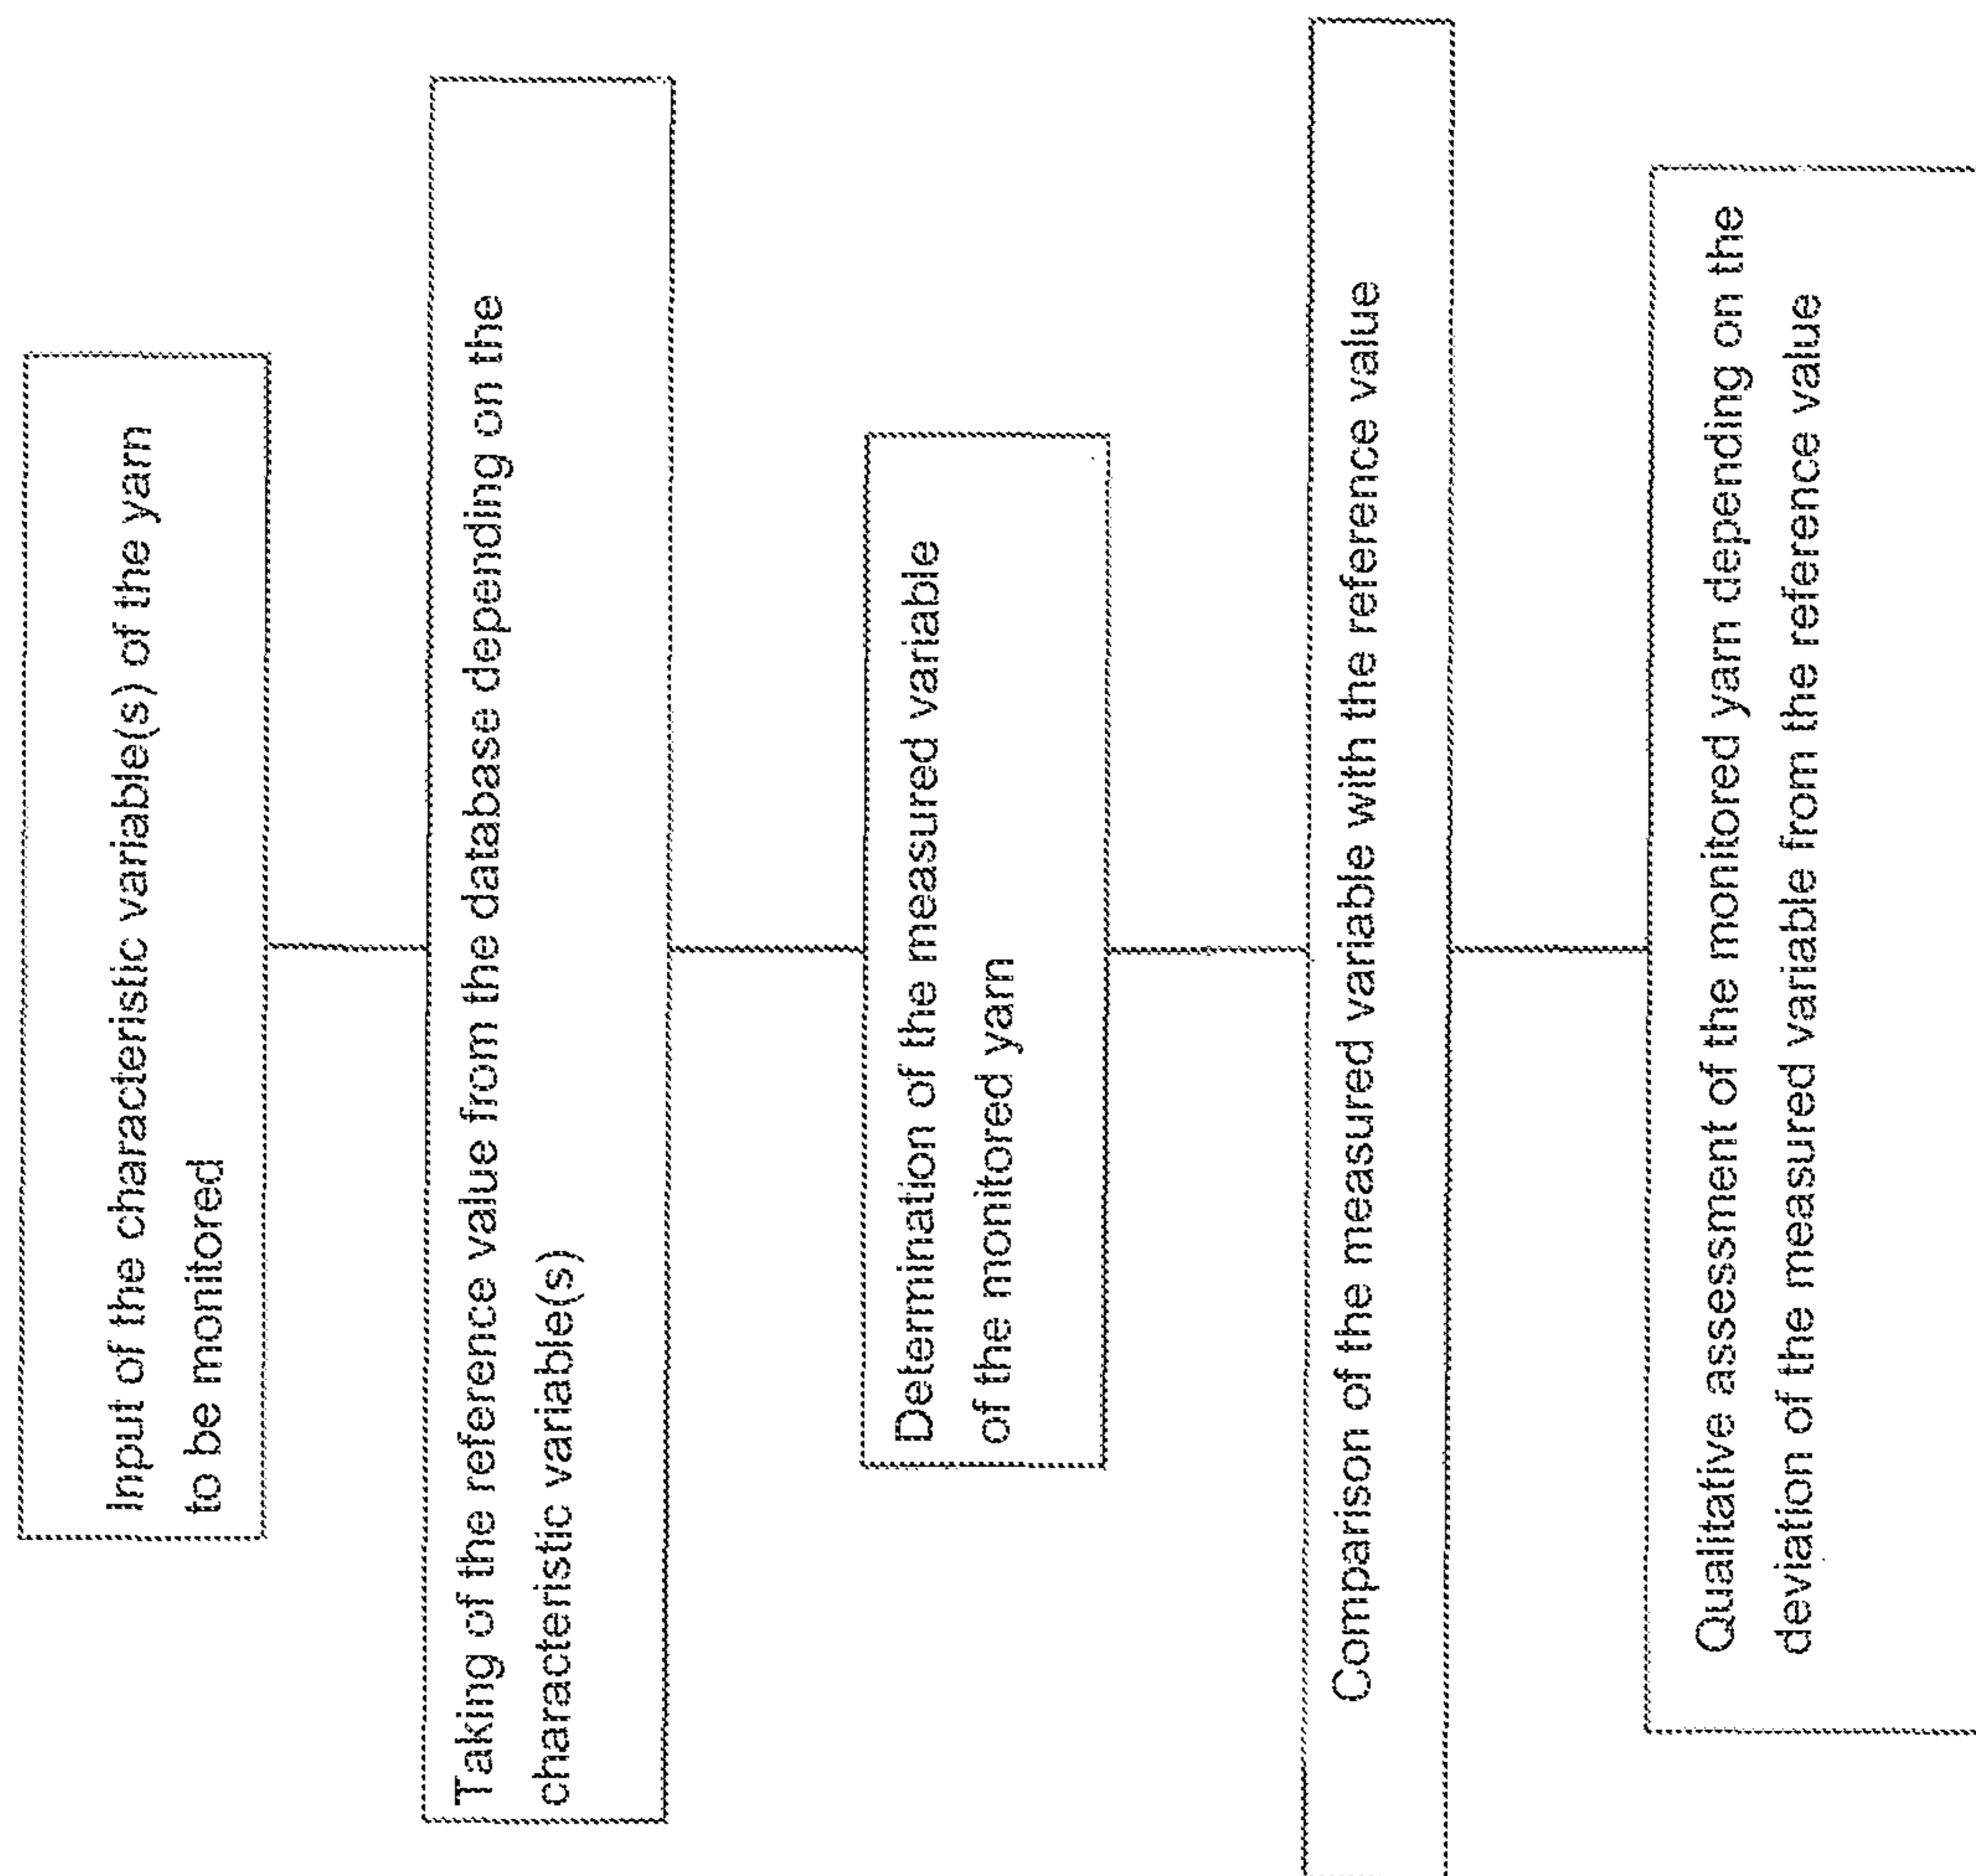 Input of the characteristic variable(s) of the yarn
to be monitored
Taking of the reference value from the database depending on the
characteristic variable(s)
Determination of the measured variable
of the monitored yarn
Comparison of the measured variable with the reference value
Qualitative assessment of the monitored yarn depending on the
deviation of the measured variable from the reference value